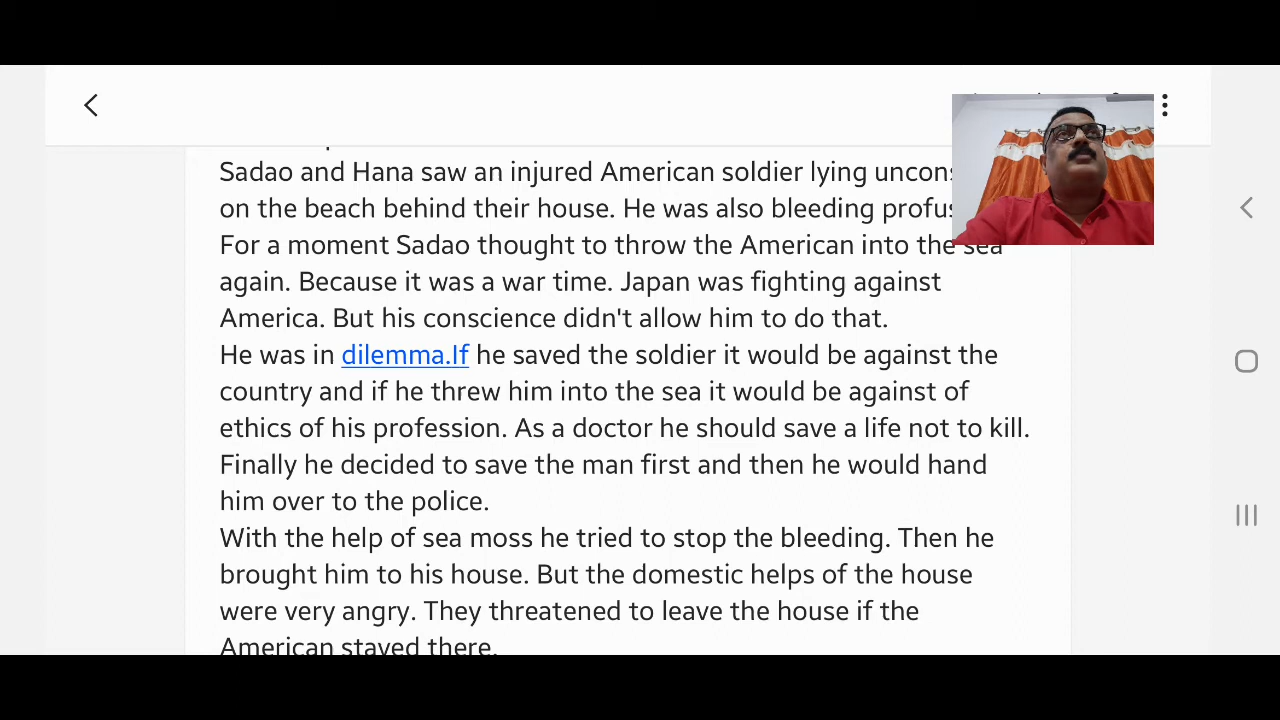 Sadao and Hana saw an injured American soldier lying
on the beach behind their house. He was also bleeding
For a moment Sadao thought to throw the American into the sea
again. Because it was a war time. Japan was fighting against
America. But his conscience didn't allow him to do that.
He was in dilemma.If he saved the soldier it would be against the
country and if he threw him into the sea it would be against of
ethics of his profession. As a doctor he should save a life not to kill.
Finally he decided to save the man first and then he would hand
him over to the police.
With the help of sea moss he tried to stop the bleeding. Then he
brought him to his house. But the domestic helps of the house
were very angry. They threatened to leave the house if the
American stayed there.